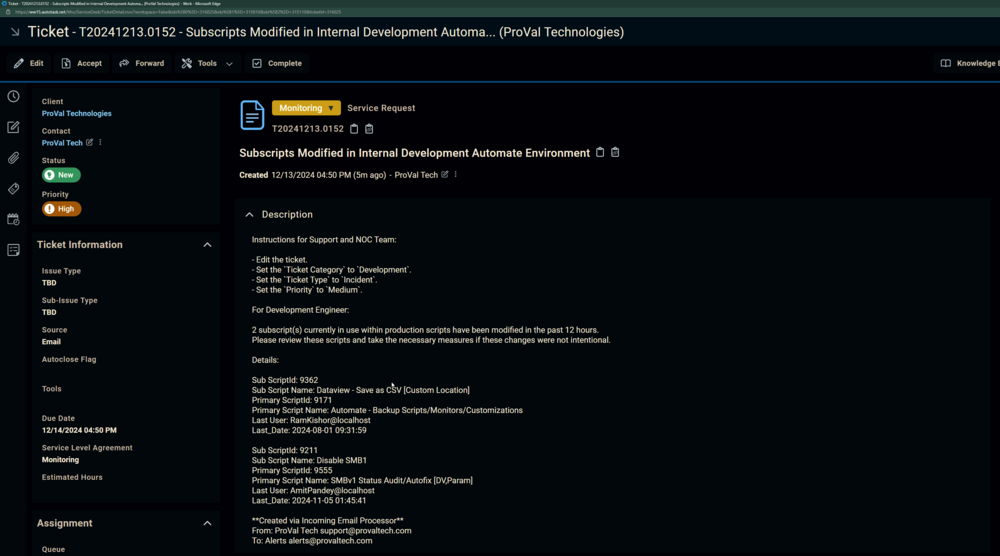 Ticket - T20241213.0152 - Subscripts Modified in Internal Development Automa... (ProVal Technologies) - Work - Microsoft Edge
Ticket - T20241213.0152 - Subscripts Modified in Internal Development Automa... (ProVal Technologies)
Edit
Accept
Forward
Tools
Complete
Knowledge B
Client
ProVal Technologies
Contact
ProVal Tech
Status
New
Priority
High
Ticket Information
Issue Type
TBD
Sub-Issue Type
TBD
Source
Email
Autoclose Flag
Tools
Due Date
12/14/2024 04:50 PM
Service Level Agreement
Monitoring
Estimated Hours
Assignment
Queue
Monitoring
Service Request
T20241213.0152
Subscripts Modified in Internal Development Automate Environment
Created 12/13/2024 04:50 PM (5m ago) - ProVal Tech
Description
Instructions for Support and NOC Team:
- Edit the ticket.
- Set the `Ticket Category` to `Development`.
- Set the `Ticket Type` to `Incident`.
- Set the `Priority` to `Medium`.
For Development Engineer:
2 subscript(s) currently in use within production scripts have been modified in the past 12 hours.
Please review these scripts and take the necessary measures if these changes were not intentional.
Details:
Sub ScriptId: 9362
Sub Script Name: Dataview - Save as CSV [Custom Location]
Primary ScriptId: 9171
Primary Script Name: Automate - Backup Scripts/Monitors/Customizations
Last User: RamKishor@localhost
Last_Date: 2024-08-01 09:31:59
Sub ScriptId: 9211
Sub Script Name: Disable SMB1
Primary ScriptId: 9555
Primary Script Name: SMBv1 Status Audit/Autofix [DV,Param]
Last User: AmitPandey@localhost
Last_Date: 2024-11-05 01:45:41
**Created via Incoming Email Processor**
From: ProVal Tech support@provaltech.com
To: Alerts alerts@provaltech.com